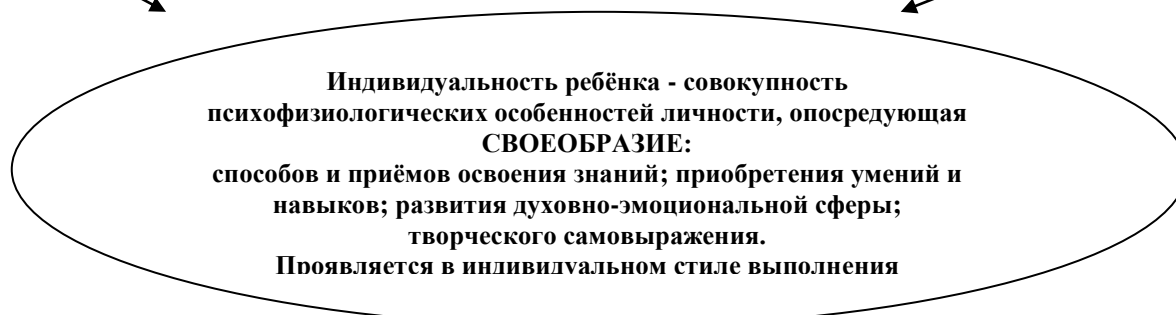 Индивидуальность ребёнка - совокупность
психофизиологических особенностей личности, опосредующая
СВОЕОБРАЗИЕ:
способов и приёмов освоения знаний; приобретения умений и
навыков; развития духовно-эмоциональной сферы;
творческого самовыражения.
Проявляется в индивидуальном стиле выполнения